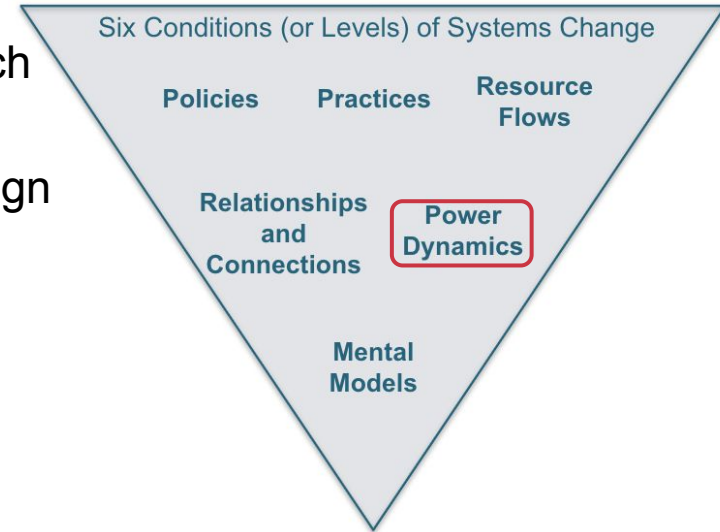 Six Conditions (or Levels) of Systems Change
Policies
Practices
Resource
Flows
Relationships
and
Connections
Power
Dynamics
Mental
Models